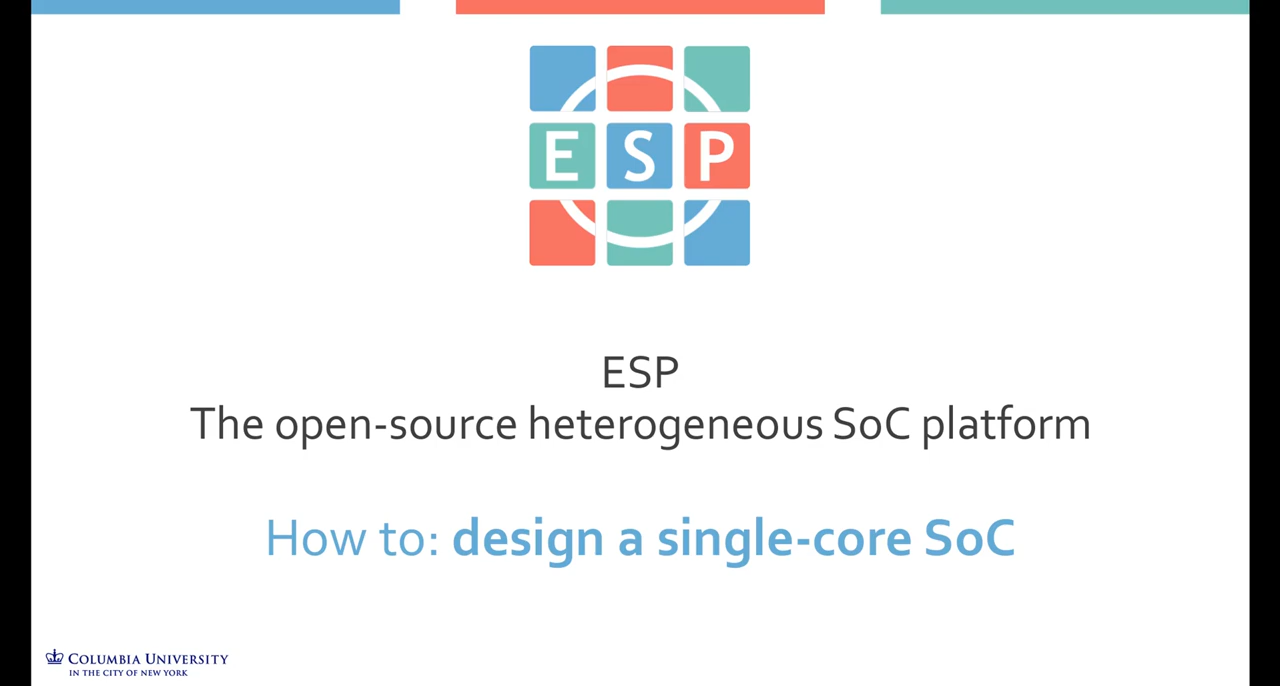 ESP
ESP
The open-source heterogeneous SoC platform
How to: design a single-core SoC
COLUMBIA UNIVERSITY
IN THE CITY OF NEW YORK